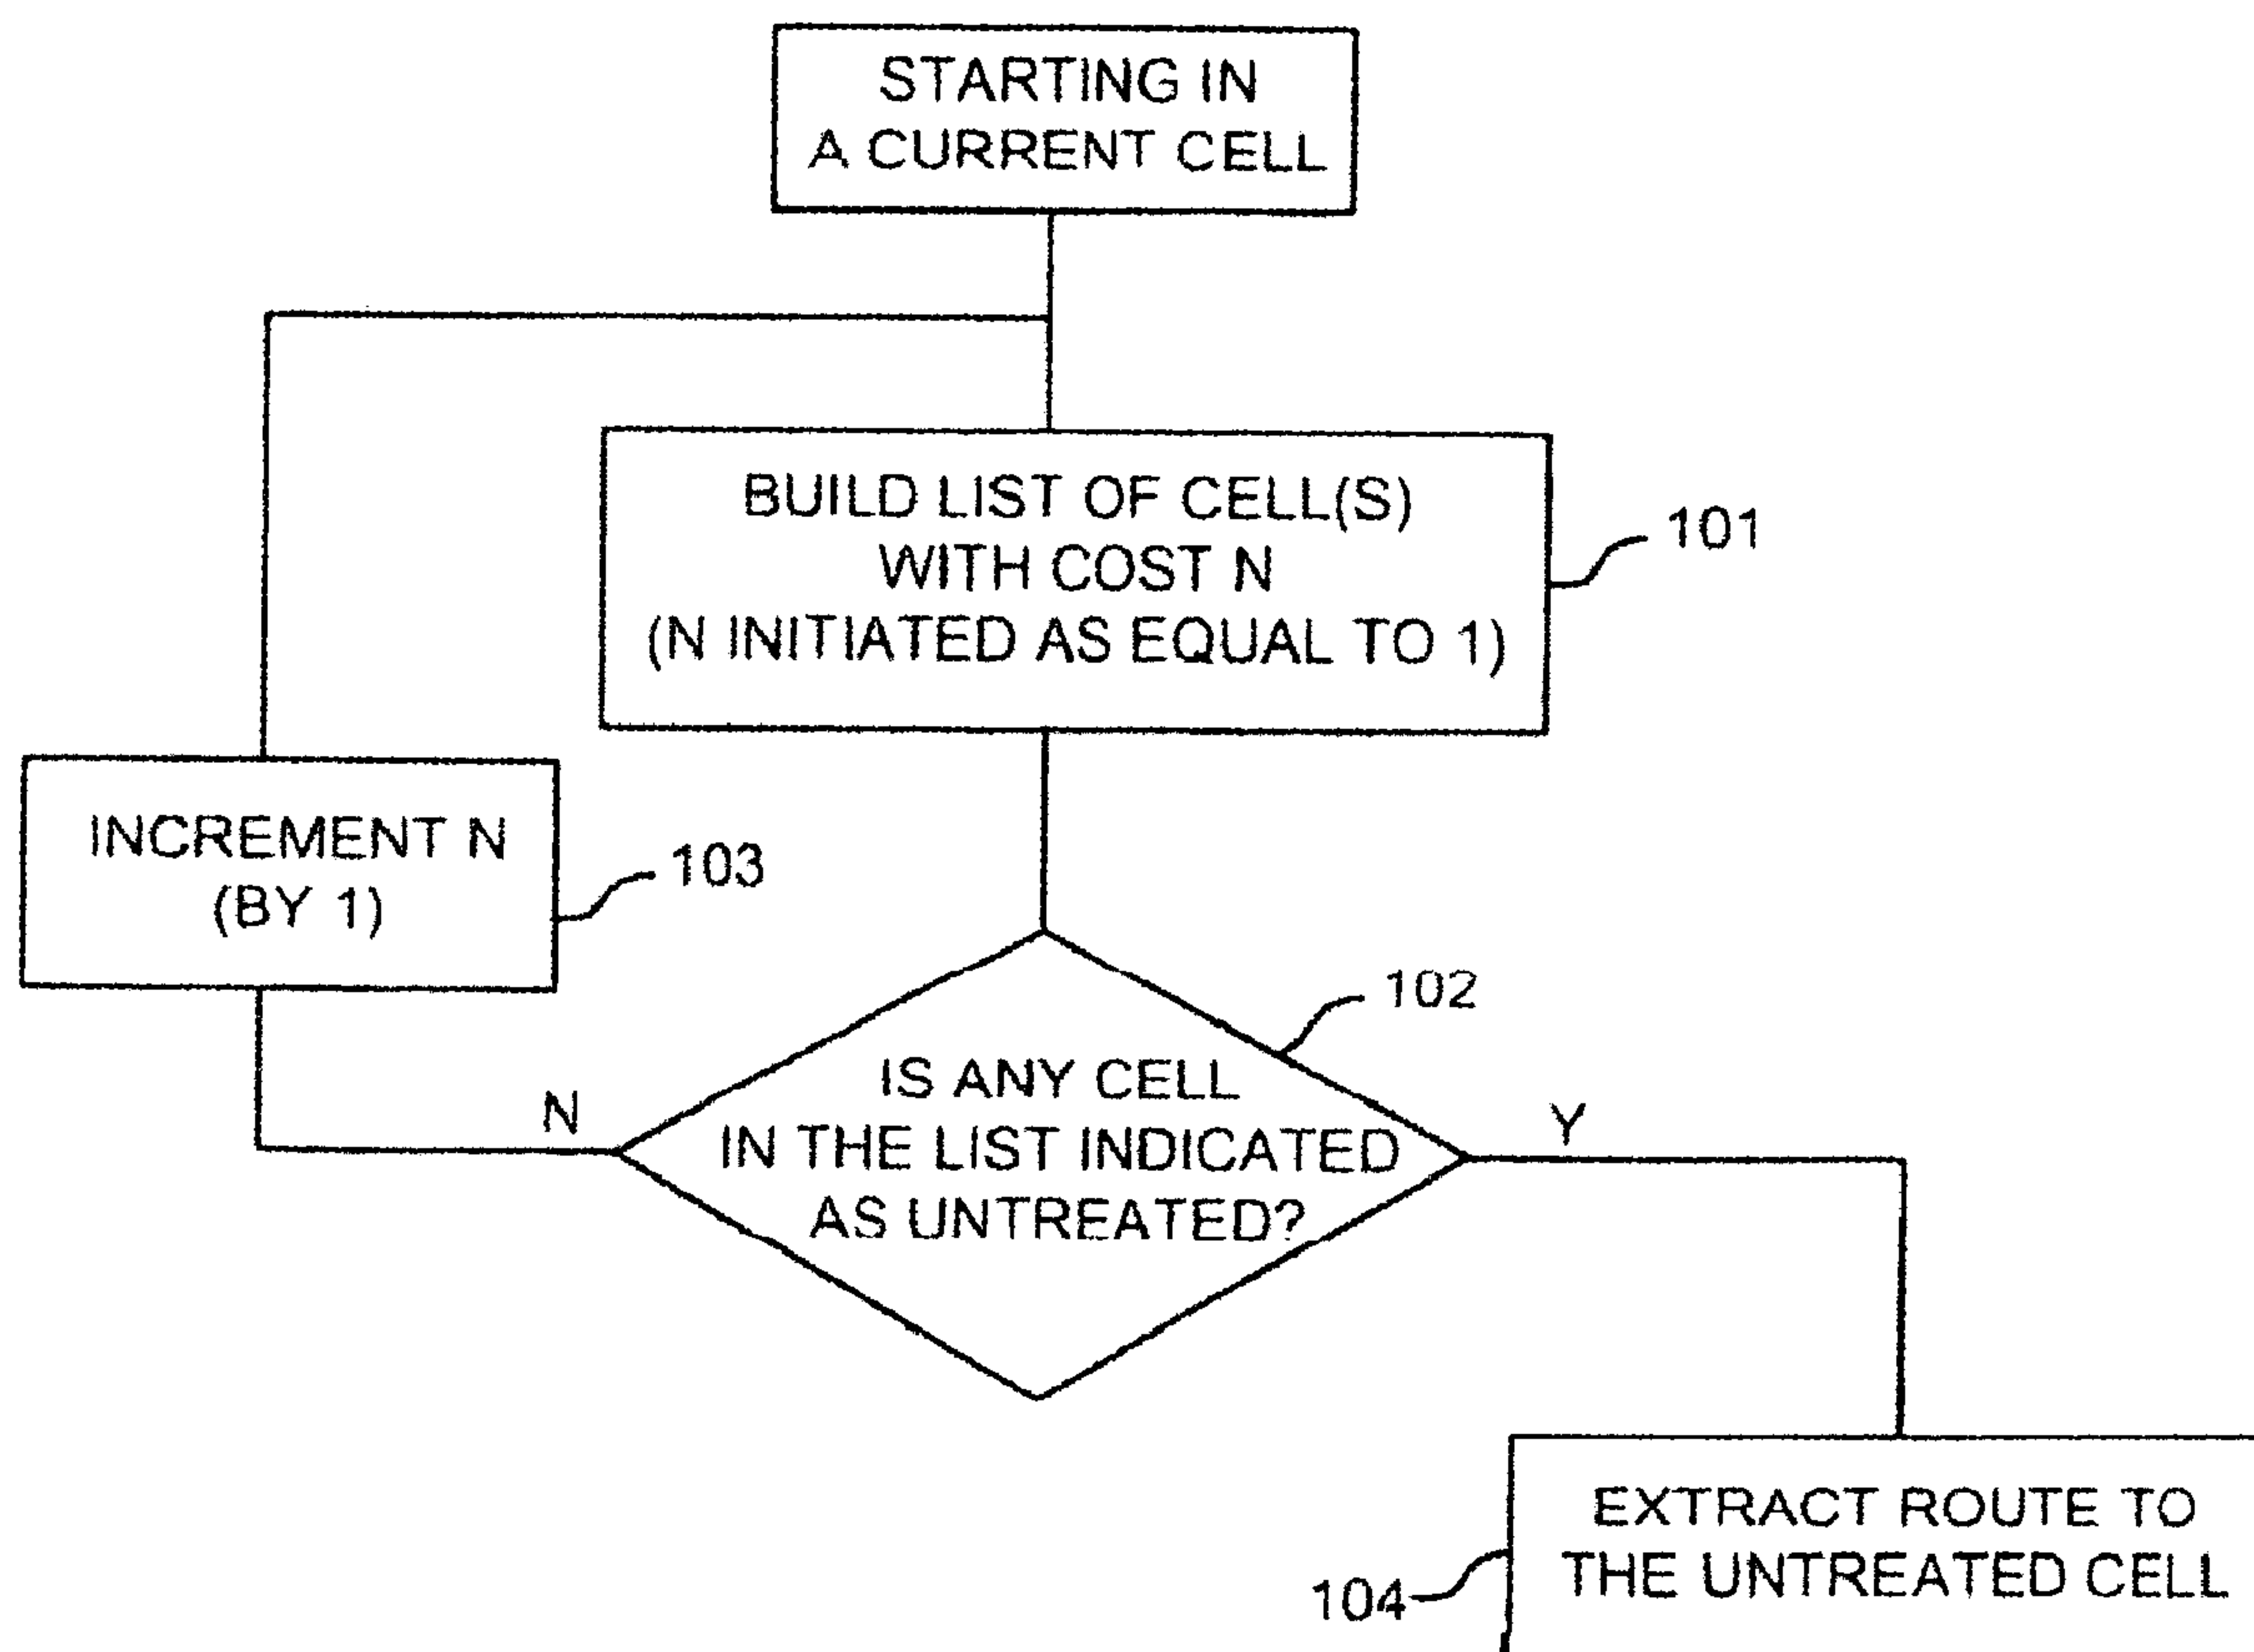 STARTING IN
A CURRENT CELL
BUILD LIST OF CELL(S)
WITH COST N
(N INITIATED AS EQUAL TO 1)
101
INCREMENT N
(BY 1)
103
102
IS ANY CELL
IN THE LIST INDICATED
AS UNTREATED?
N
Y
EXTRACT ROUTE TO
THE UNTREATED CELL
104